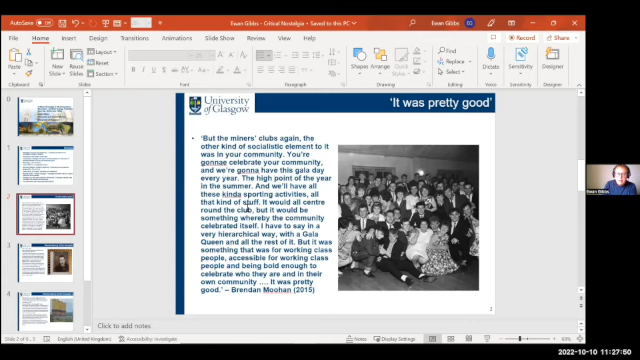 AutoSave
Off
Ewan Gibbs - Critical Nostalgia • Saved to this PC
Ewan Gibbs
EG
File
Home
Insert
Draw
Design
Transitions
Animations
Slide Show
Review
View
Help
Record
Share
Paste
New
Slide
Layout
Reset
Section
Shapes
Arrange
Quick
Styles
Find
Replace
Select
Dictate
Sensitivity
Designer
Clipboard
Slides
Font
Paragraph
Drawing
Editing
Voice
Sensitivity
Designer
University
of Glasgow
'It was pretty good'
• 'But the miners' clubs again, the
other kind of socialistic element to it
was in your community. You're
gonnae celebrate your community,
and we're gonna have this gala day
every year. The high point of the year
in the summer. And we'll have all
these kinda sporting activities, all
that kind of stuff. It would all centre
round the club, but it would be
something whereby the community
celebrated itself. I have to say in a
very hierarchical way, with a Gala
Queen and all the rest of it. But it was
something that was for working class
people, accessible for working class
people and being bold enough to
celebrate who they are and in their
own community .... It was pretty
good.' – Brendan Moohan (2015)
2
2
3
4
Ewan Gibbs
Click to add notes
Slide 2 of 8
English (United Kingdom)
Accessibility: Investigate
Notes
Display Settings
63%
2022-10-10 11:27:50